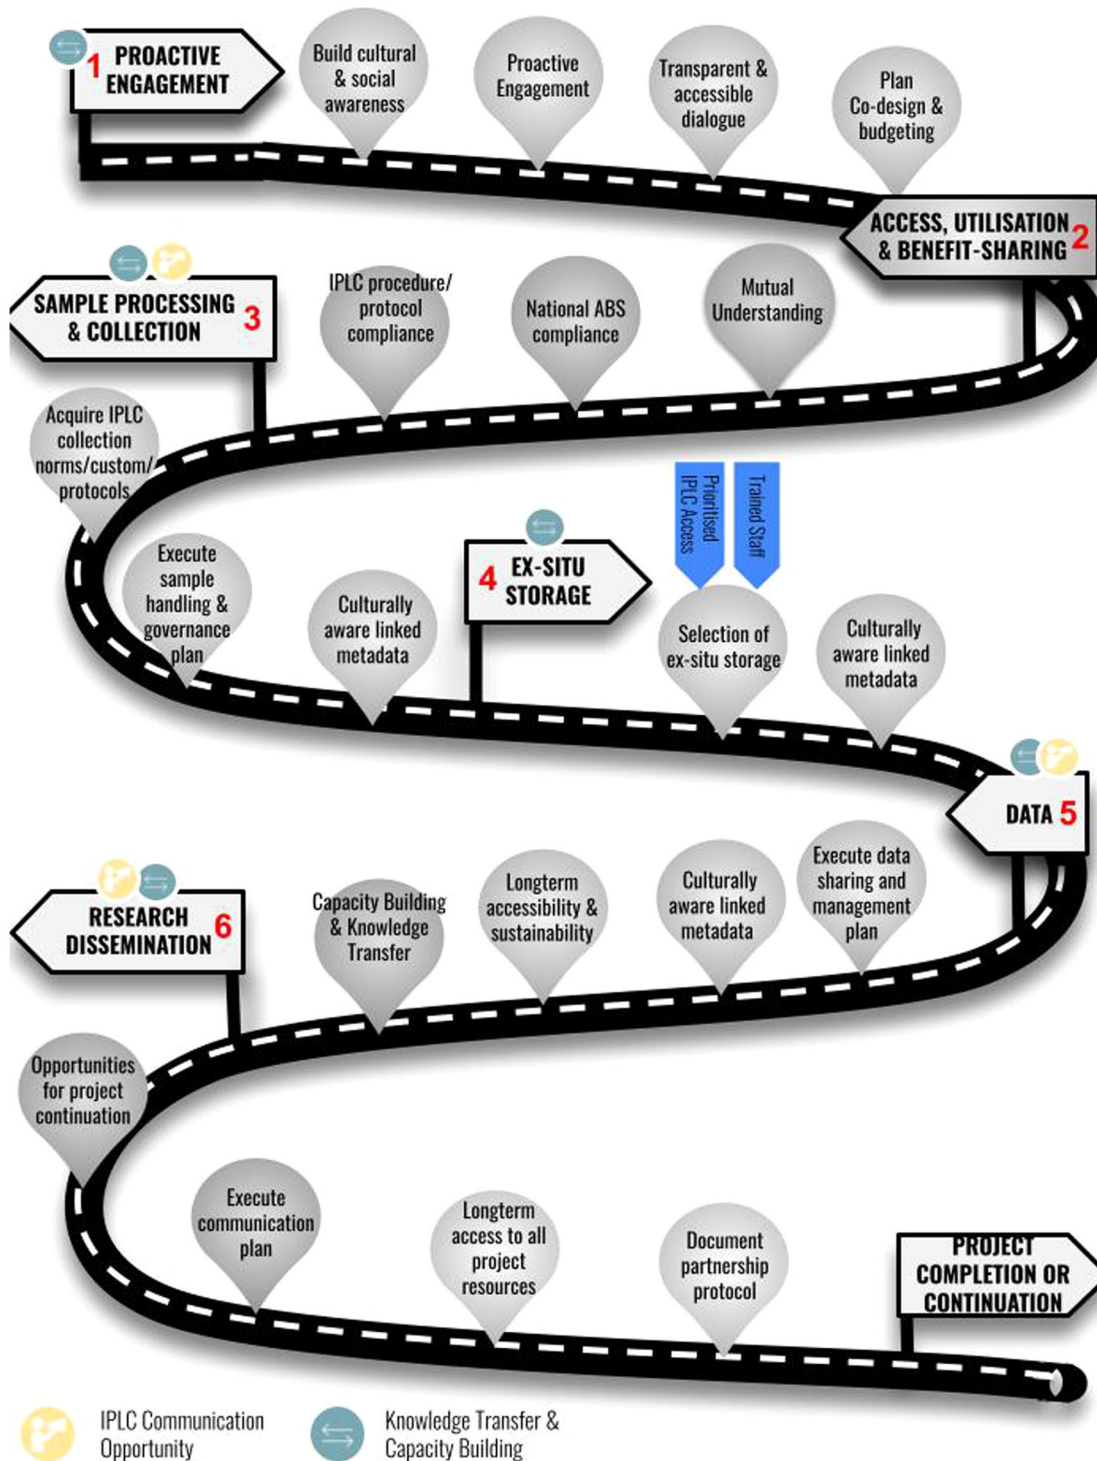 1
PROACTIVE
ENGAGEMENT
Build cultural
& social
awareness
Proactive
Engagement
Transparent &
accessible
dialogue
Plan
Co-design &
budgeting
ACCESS, UTILISATION
& BENEFIT-SHARING
2
Mutual
Understanding
National ABS
compliance
IPLC procedure/
protocol
compliance
SAMPLE PROCESSING
& COLLECTION
3
Acquire IPLC
collection
norms/custom/
protocols
Execute
sample
handling &
governance
plan
Culturally
aware linked
metadata
4
EX-SITU
STORAGE
Prioritised
IPLC Access
Trained Staff
Selection of
ex-situ storage
Culturally
aware linked
metadata
DATA 5
Execute data
sharing and
management
plan
Culturally
aware linked
metadata
Longterm
accessibility &
sustainability
Capacity Building
& Knowledge
Transfer
RESEARCH
DISSEMINATION
6
Opportunities
for project
continuation
Execute
communication
plan
Longterm
access to all
project
resources
Document
partnership
protocol
PROJECT
COMPLETION OR
CONTINUATION
IPLC Communication
Opportunity
Knowledge Transfer &
Capacity Building